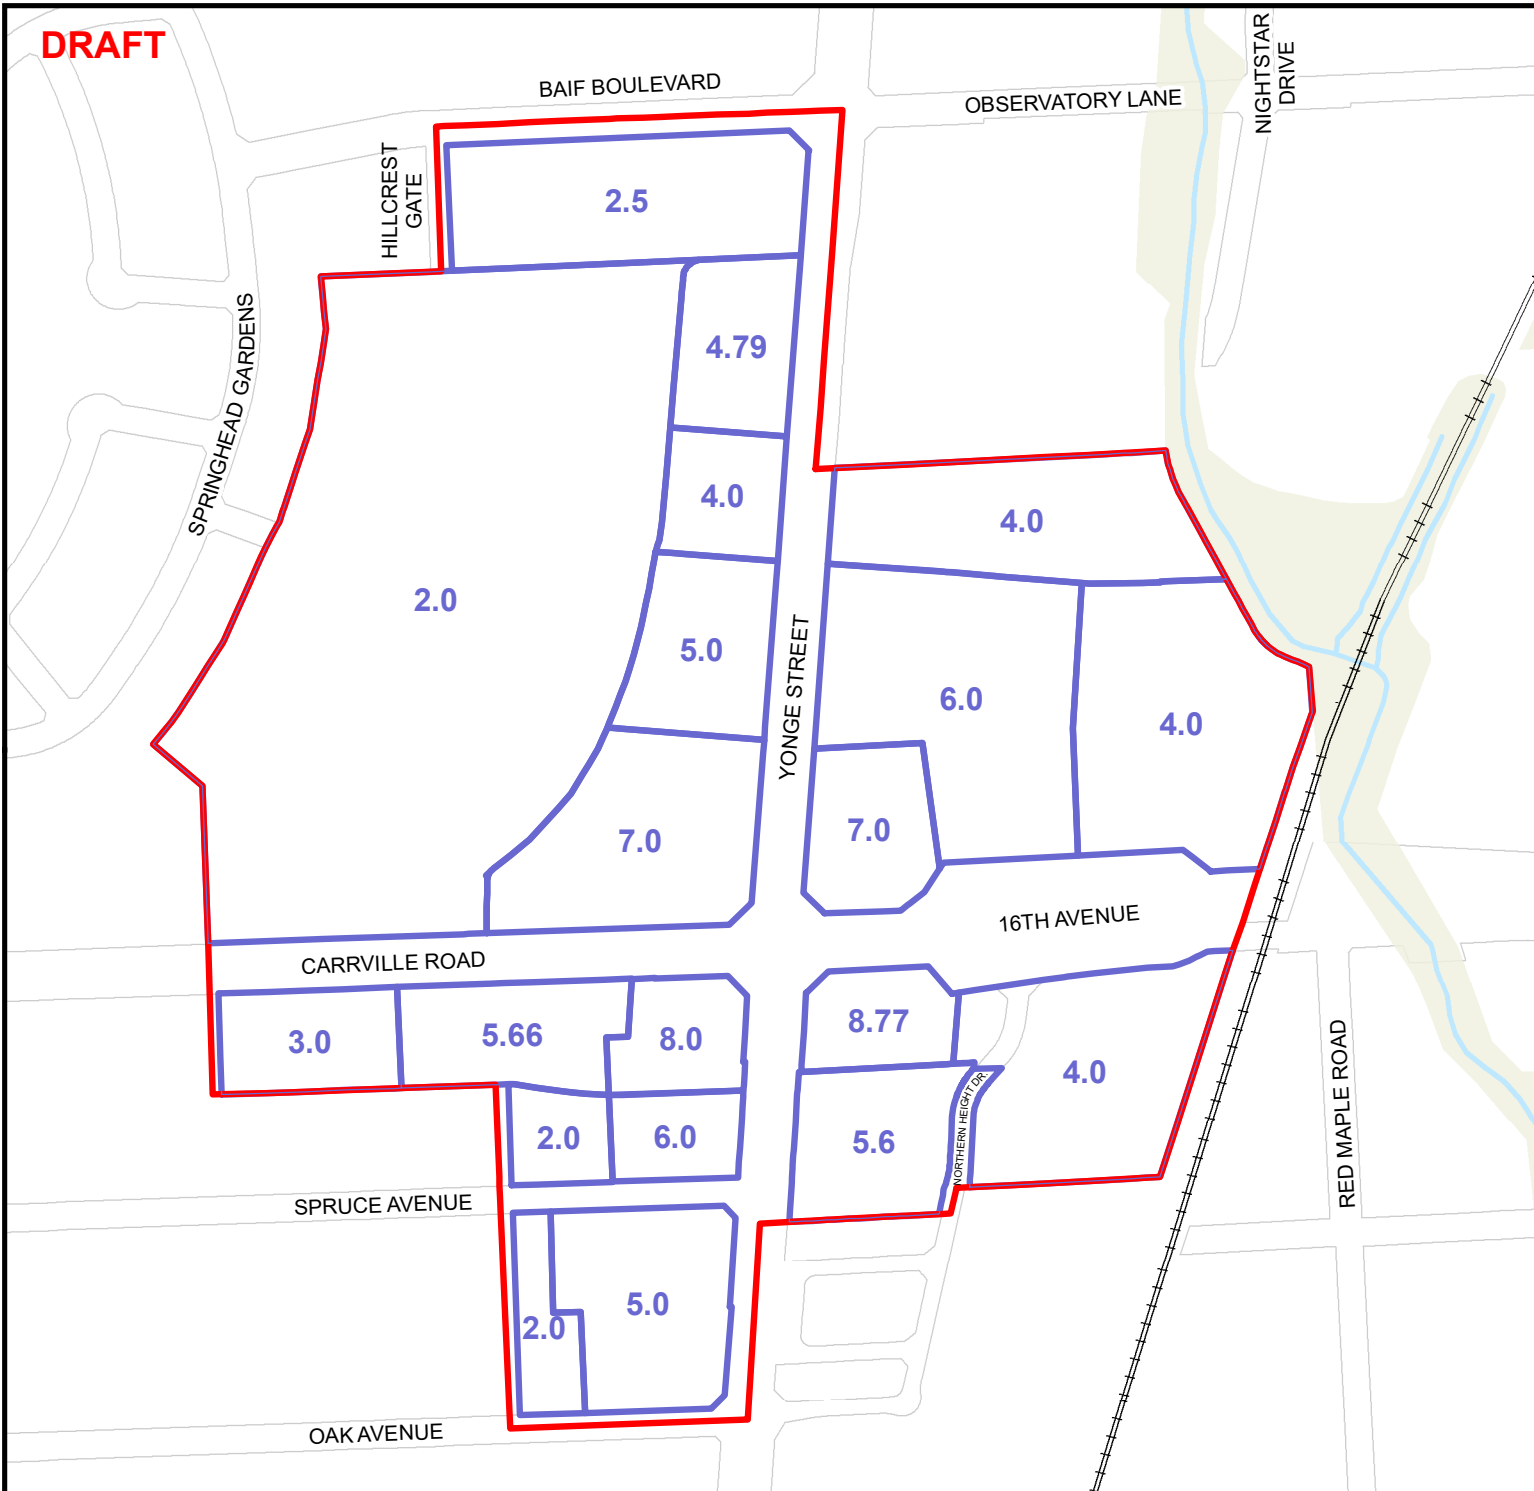 DRAFT
BAIF BOULEVARD
OBSERVATORY LANE
NIGHTSTAR
DRIVE
HILLCREST
GATE
2.5
SPRINGHEAD GARDENS
4.79
4.0
4.0
2.0
5.0
YONGE STREET
6.0
4.0
7.0
7.0
16TH AVENUE
CARRVILLE ROAD
3.0
5.66
8.0
8.77
4.0
NORTHERN HEIGHT DR.
RED MAPLE ROAD
2.0
6.0
5.6
SPRUCE AVENUE
5.0
2.0
OAK AVENUE